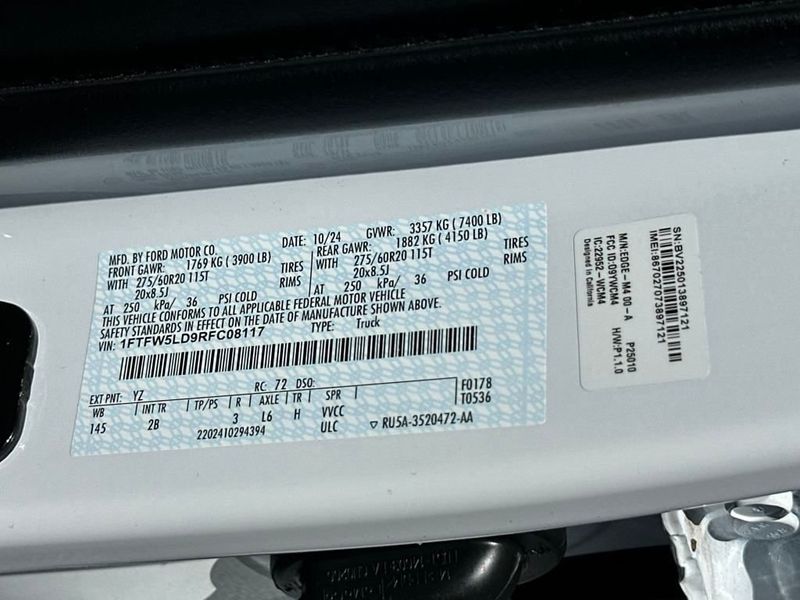 MFD. BY FORD MOTOR CO.
DATE: 10/24 GVWR: 3357 KG (7400 LB)
FRONT GAWR: 1769 KG (3900 LB)
REAR GAWR: 1882 KG (4150 LB)
WITH 275/60R20 115T TIRES
WITH 275/60R20 115T TIRES
20x8.5J RIMS
20x8.5J RIMS
AT 250 kPa/ 36 PSI COLD
AT 250 kPa/ 36 PSI COLD
THIS VEHICLE CONFORMS TO ALL APPLICABLE FEDERAL MOTOR VEHICLE
SAFETY STANDARDS IN EFFECT ON THE DATE OF MANUFACTURE SHOWN ABOVE.
VIN: 1FTFW5LD9RFC08117 TYPE: Truck
EXT PNT: YZ RC: 72 DSO: F0178
WB INT TR TP/PS R AXLE TR SPR T0536
145 2B 3 L6 H VVCC
2202410294394 ULC ▽ RU5A-3520472-AA
SN:BV225013897121
IMEI:867027073897121
M/N:EDGE-M4 00-A P25010
FCC ID:O9YWCM4 H/W:P1.1.0
IC:22952-WCM4
Designed in California